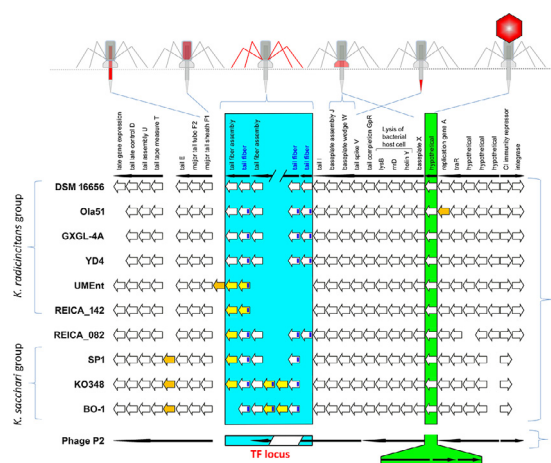 late gene expression
tail late control D
tail assembly U
tail tape measure T
tail E
major tail tube F2
major tail sheath F1
tail fiber assembly
tail fiber
tail fiber assembly
tail fiber
tail fiber
tail I
baseplate assembly J
baseplate wedge W
tail spike V
tail completion GpR
Lysis of
bacterial
host cell
lysB
rnD
holin Y
baseplate X
hypothetical
replication gene A
traR
hypothetical
hypothetical
hypothetical
CI immunity repressor
integrase
K. radicincitans group
DSM 16656
Ola51
GXGL-4A
YD4
UMEnt
REICA_142
REICA_082
K. sacchari group
SP1
KO348
BO-1
Phage P2
TF locus